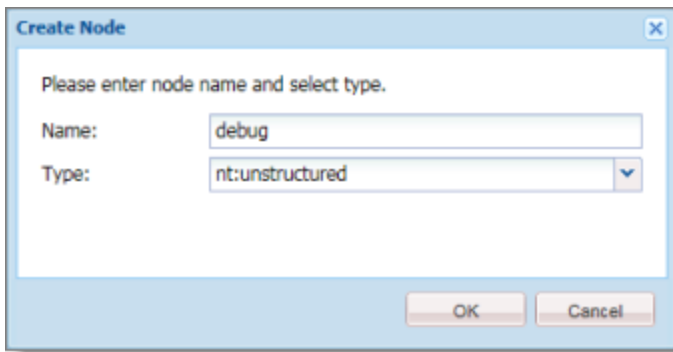 Create Node
Please enter node name and select type.
Name: debug
Type: nt:unstructured
OK Cancel